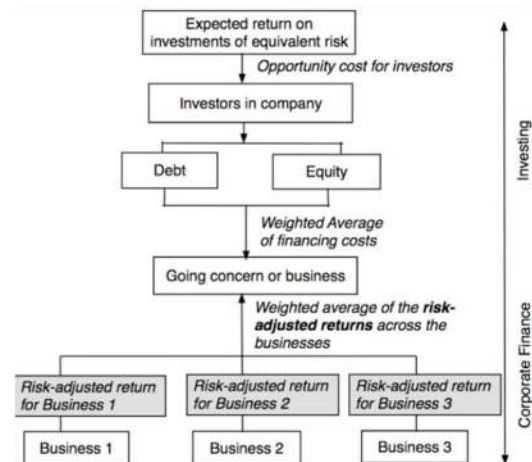 Expected return on
investments of equivalent risk
Opportunity cost for investors
Investors in company
Debt
Equity
Weighted Average
of financing costs
Going concern or business
Weighted average of the risk-
adjusted returns across the
businesses
Risk-adjusted return
for Business 1
Risk-adjusted return
for Business 2
Risk-adjusted return
for Business 3
Business 1
Business 2
Business 3
Investing
Corporate Finance